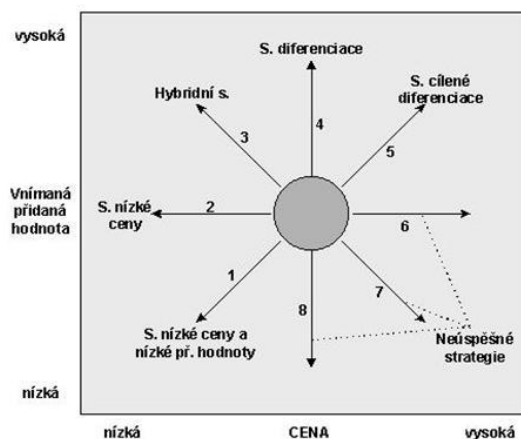 vysoká
S. diferenciace
Hybridní s.
S. cílené
diferenciace
3
4
5
Vnímaná
přidaná
hodnota
S. nízké
ceny
2
6
1
8
7
S. nízké ceny a
nízké př. hodnoty
Neúspěšné
strategie
nízká
nízká
CENA
vysoká